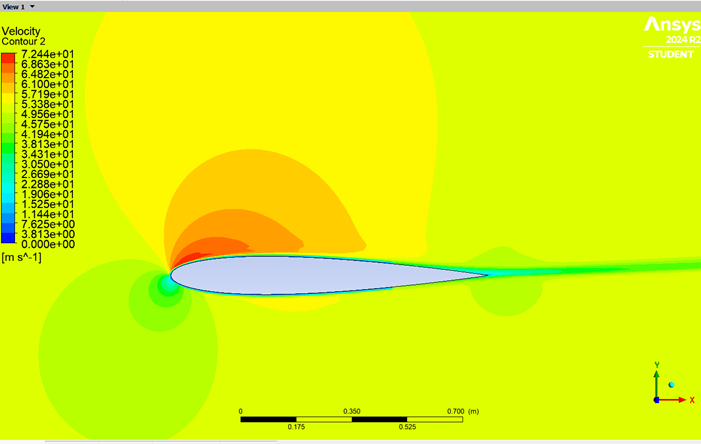 View 1
Ansys
2024 R2
STUDENT
Velocity
Contour 2
7.244e+01
6.863e+01
6.482e+01
6.100e+01
5.719e+01
5.338e+01
4.956e+01
4.575e+01
4.194e+01
3.813e+01
3.431e+01
3.050e+01
2.669e+01
2.288e+01
1.906e+01
1.525e+01
1.144e+01
7.625e+00
3.813e+00
0.000e+00
[m s^-1]
Y
X
0 0.350 0.700 (m)
0.175 0.525